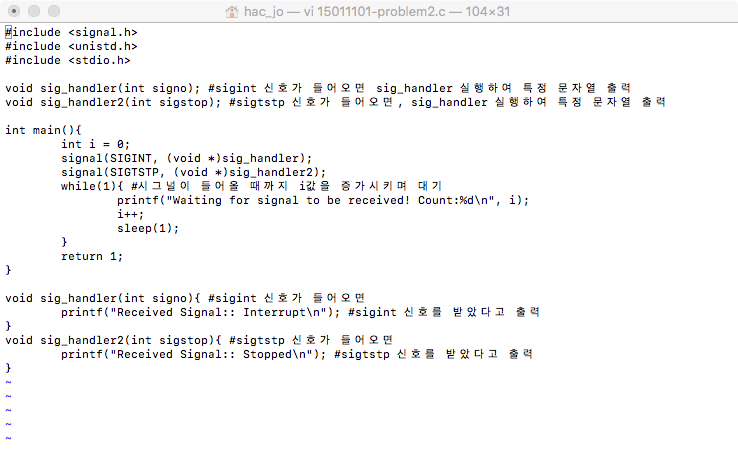 hac_jo — vi 15011101-problem2.c — 104×31
#include <signal.h>
#include <unistd.h>
#include <stdio.h>
void sig_handler(int signo); #sigint 신호가 들어오면 sig_handler 실행하여 특정 문자열 출력
void sig_handler2(int sigstop); #sigtstp 신호가 들어오면, sig_handler 실행하여 특정 문자열 출력
int main(){
int i = 0;
signal(SIGINT, (void *)sig_handler);
signal(SIGTSTP, (void *)sig_handler2);
while(1){ #시그널이 들어올 때까지 i값을 증가시키며 대기
printf("Waiting for signal to be received! Count:%d\n", i);
i++;
sleep(1);
}
return 1;
}
void sig_handler(int signo){ #sigint 신호가 들어오면
printf("Received Signal:: Interrupt\n"); #sigint 신호를 받았다고 출력
}
void sig_handler2(int sigstop){ #sigtstp 신호가 들어오면
printf("Received Signal:: Stopped\n"); #sigtstp 신호를 받았다고 출력
}
~
~
~
~
~